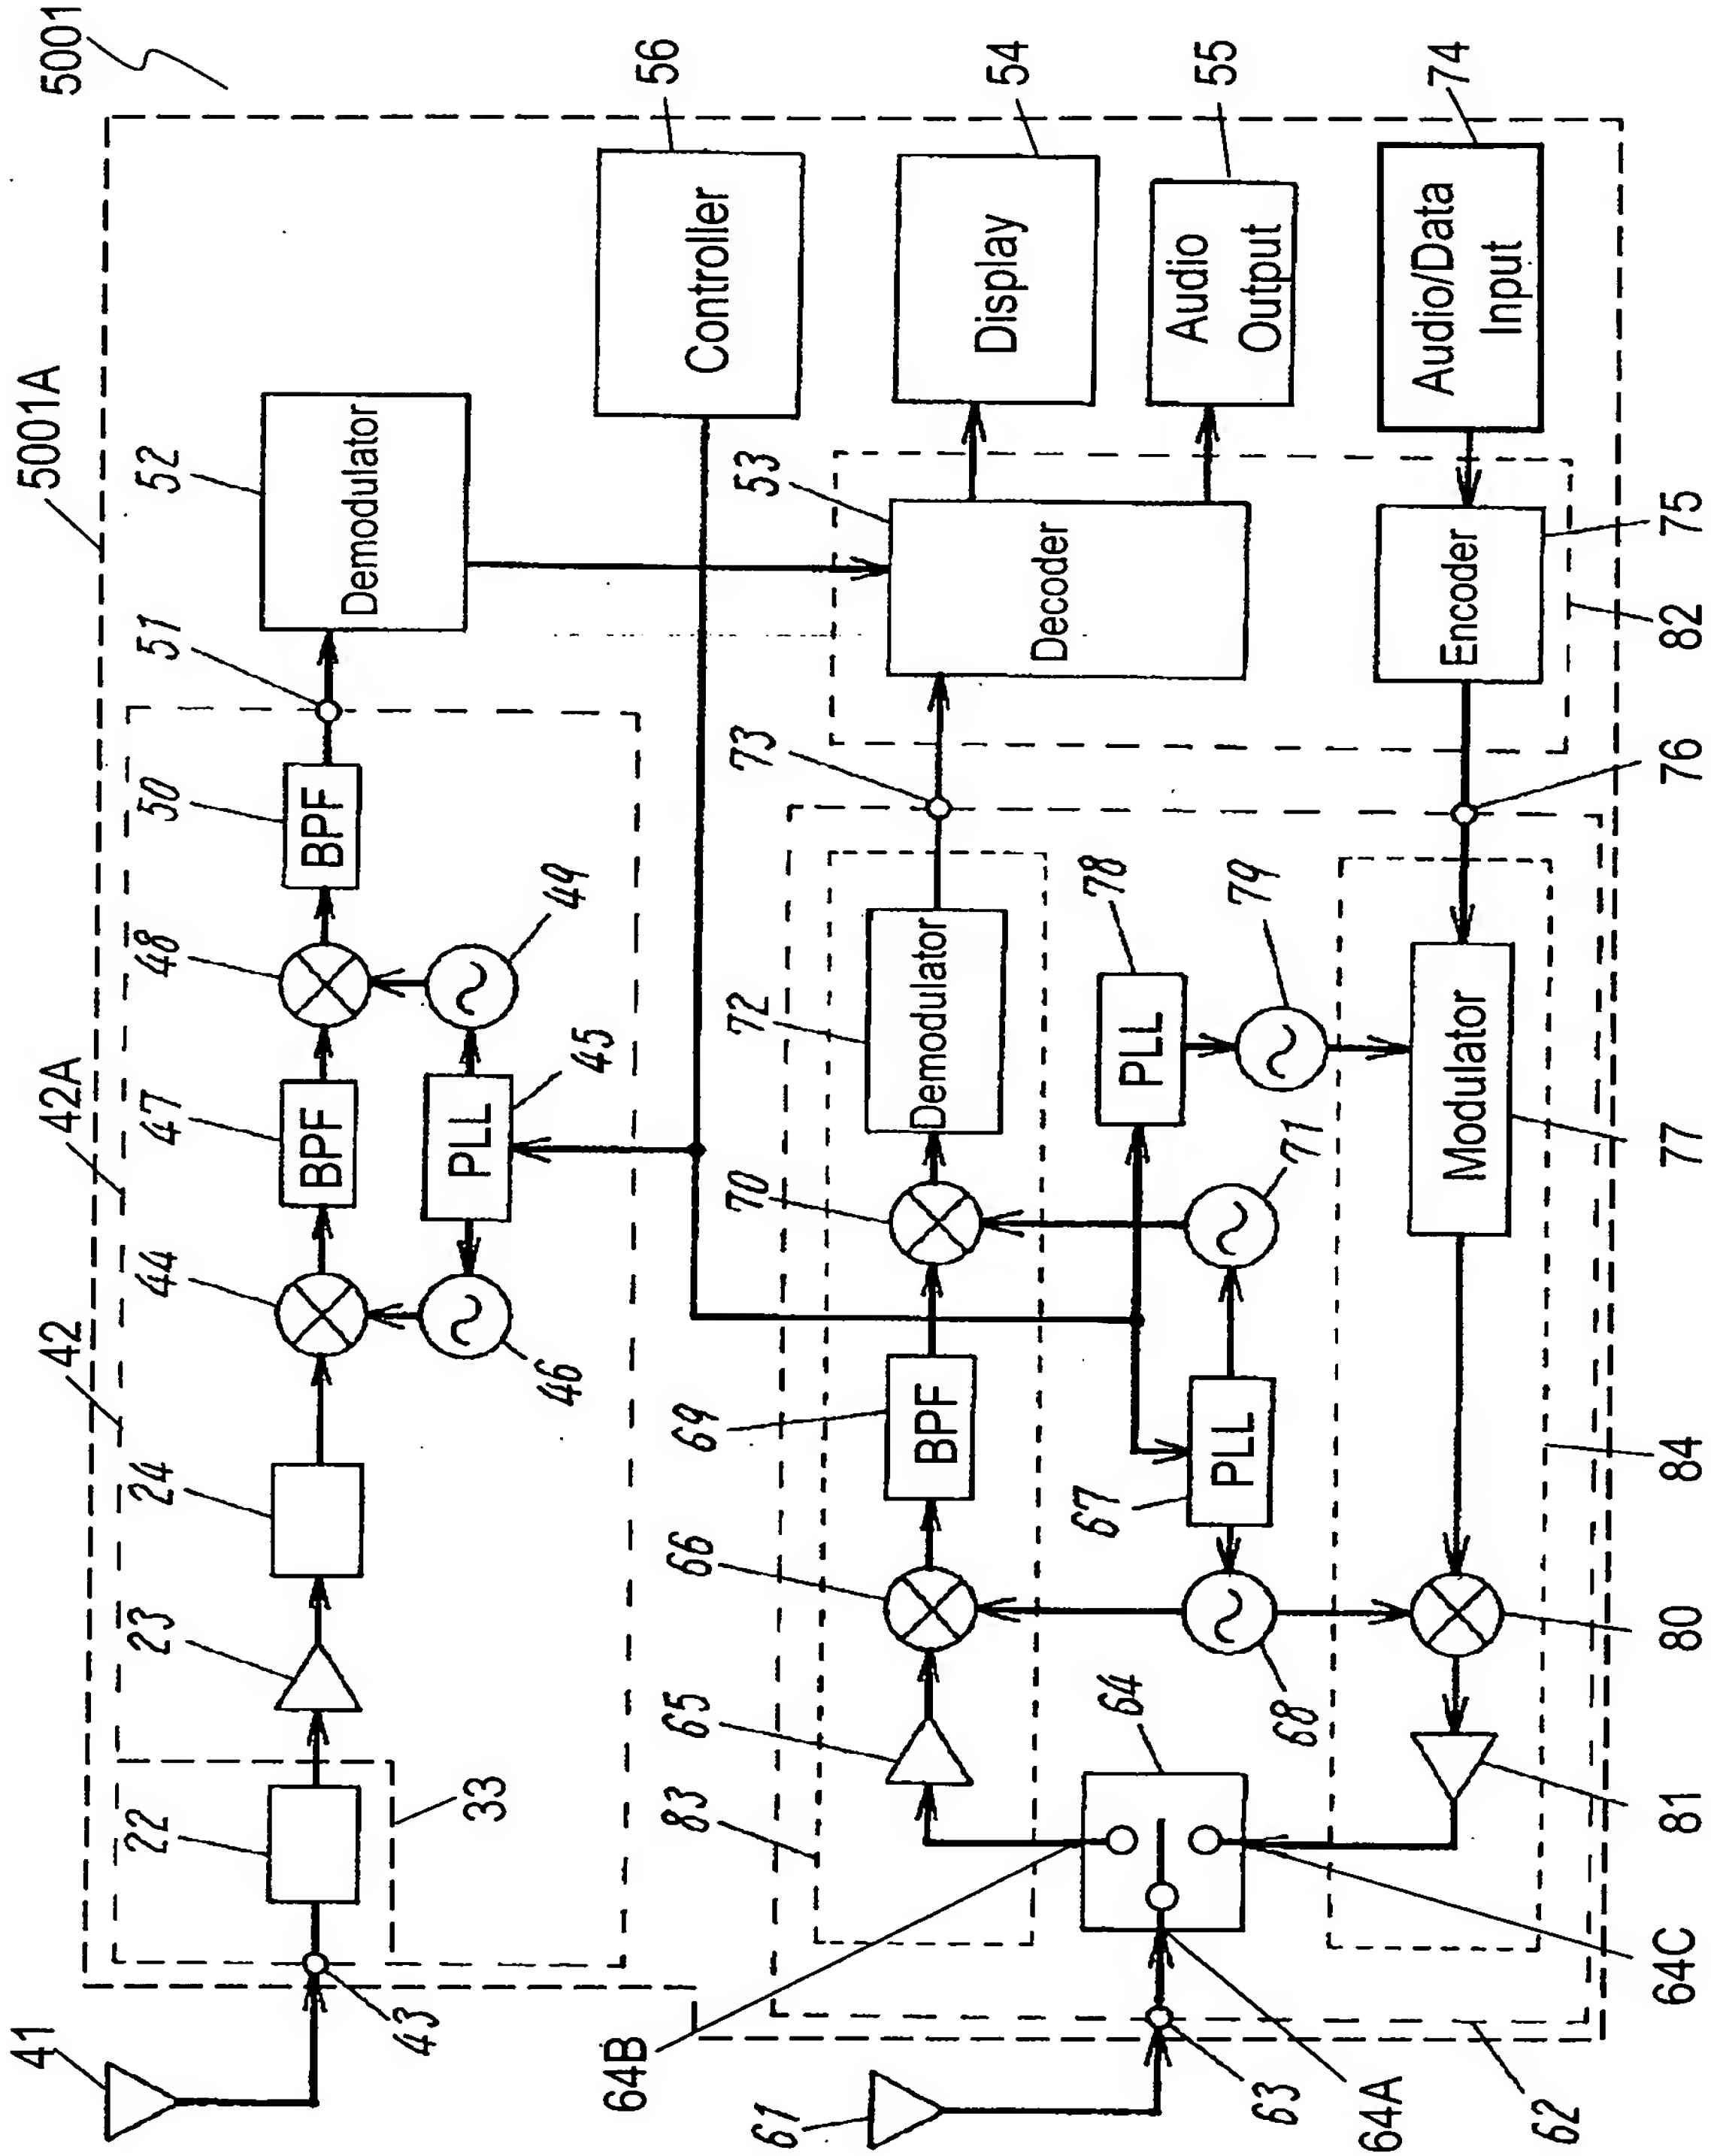 5001
5001A
42A
42
41
43
22
33
23
24
44
46
47
BPF
PLL
45
48
49
50
BPF
51
52
Demodulator
56
Controller
53
Decoder
54
Display
55
Audio
Output
74
Audio/Data
Input
75
Encoder
82
73
76
72
Demodulator
70
71
78
PLL
79
77
Modulator
69
BPF
67
PLL
66
68
80
84
65
83
64
81
64B
64C
64A
61
63
62